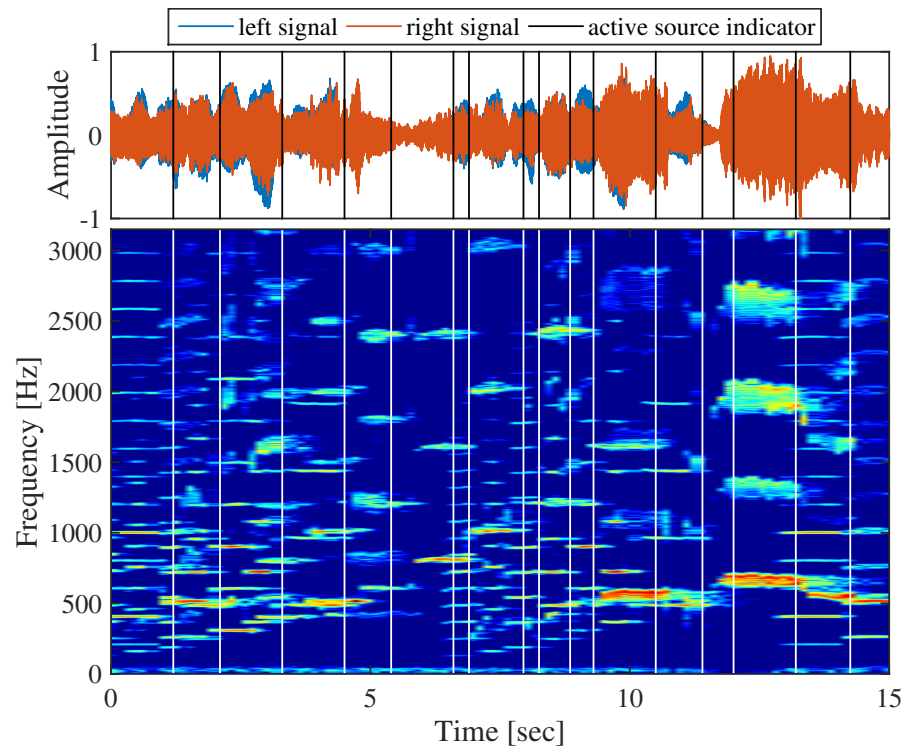 left signal right signal active source indicator
1
0
-1
Amplitude
3000
2500
2000
1500
1000
500
0
Frequency [Hz]
0 5 10 15
Time [sec]